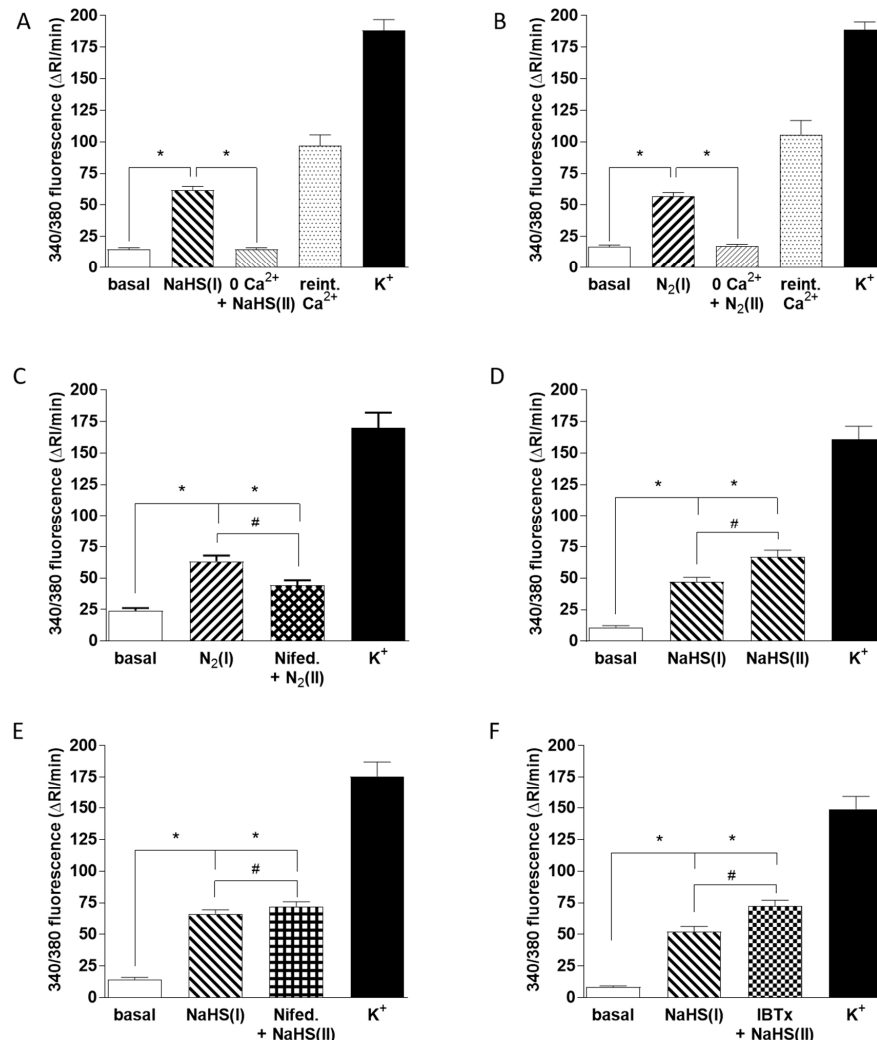 A
340/380 fluorescence (ΔRI/min)
200
175
150
125
100
75
50
25
0
* *
basal NaHS(I) 0 Ca²⁺ reint. K⁺
+ NaHS(II) Ca²⁺
B
340/380 fluorescence (ΔRI/min)
200
175
150
125
100
75
50
25
0
* *
basal N₂(I) 0 Ca²⁺ reint. K⁺
+ N₂(II) Ca²⁺
C
340/380 fluorescence (ΔRI/min)
200
175
150
125
100
75
50
25
0
* *
#
basal N₂(I) Nifed. K⁺
+ N₂(II)
D
340/380 fluorescence (ΔRI/min)
200
175
150
125
100
75
50
25
0
* *
#
basal NaHS(I) NaHS(II) K⁺
E
340/380 fluorescence (ΔRI/min)
200
175
150
125
100
75
50
25
0
* *
#
basal NaHS(I) Nifed. K⁺
+ NaHS(II)
F
340/380 fluorescence (ΔRI/min)
200
175
150
125
100
75
50
25
0
* *
#
basal NaHS(I) IBTx K⁺
+ NaHS(II)